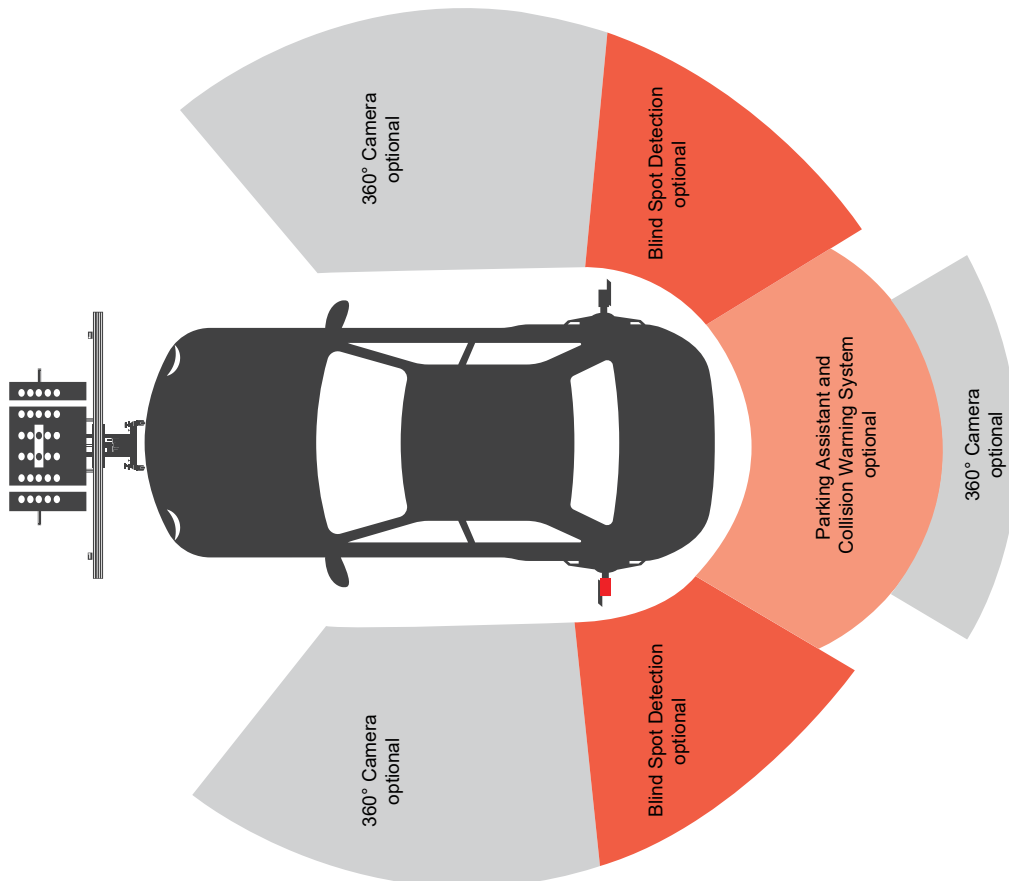 360° Camera
optional
Blind Spot Detection
optional
Parking Assistant and
Collision Warning System
optional
360° Camera
optional
360° Camera
optional
Blind Spot Detection
optional